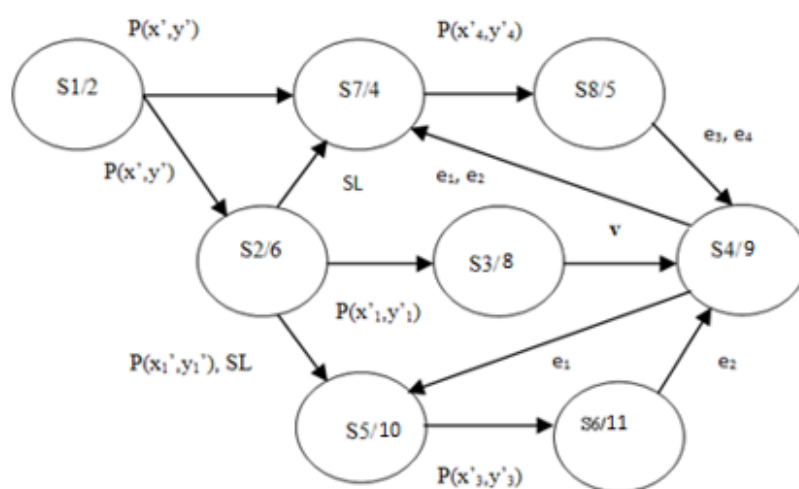 P(x’,y’)
P(x’₄,y’₄)
S1/2
S7/4
S8/5
e₃, e₄
P(x’,y’)
SL
e₁, e₂
v
S2/6
S3/8
S4/9
P(x’₁,y’₁)
P(x₁’,y₁’), SL
e₁
e₂
S5/10
S6/11
P(x’₃,y’₃)